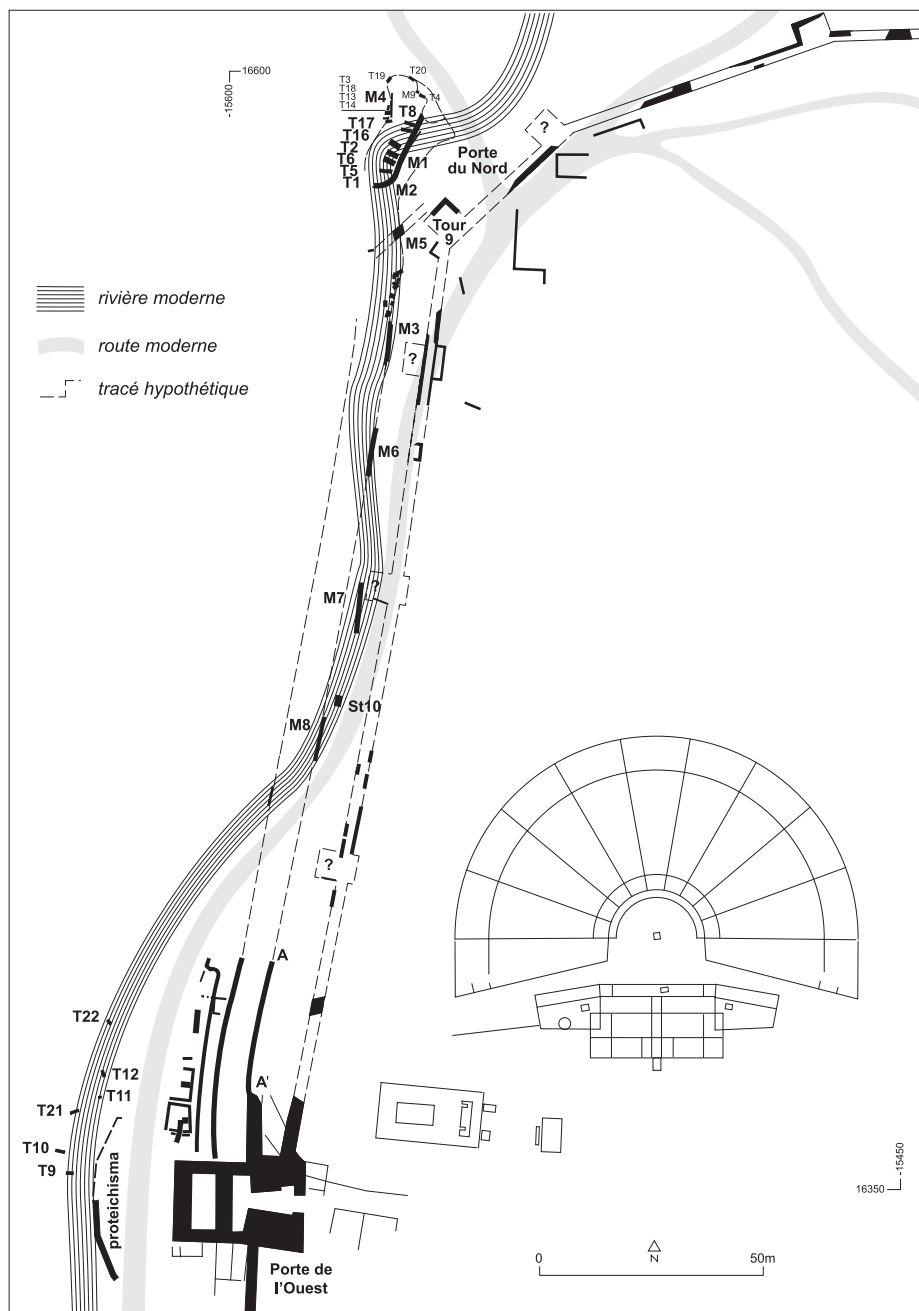 16600
-15600
T3
T18
T13
T14
T19
T20
M4
M9
T4
T8
T17
T16
T2
T6
T5
T1
M1
M2
Porte
du Nord
?
Tour
9
M5
rivière moderne
route moderne
tracé hypothétique
M3
?
M6
M7
?
St10
M8
?
A
T22
T12
T11
A'
T21
T10
T9
proteichisma
-15450
16350
Porte de
l'Ouest
0
50m
N